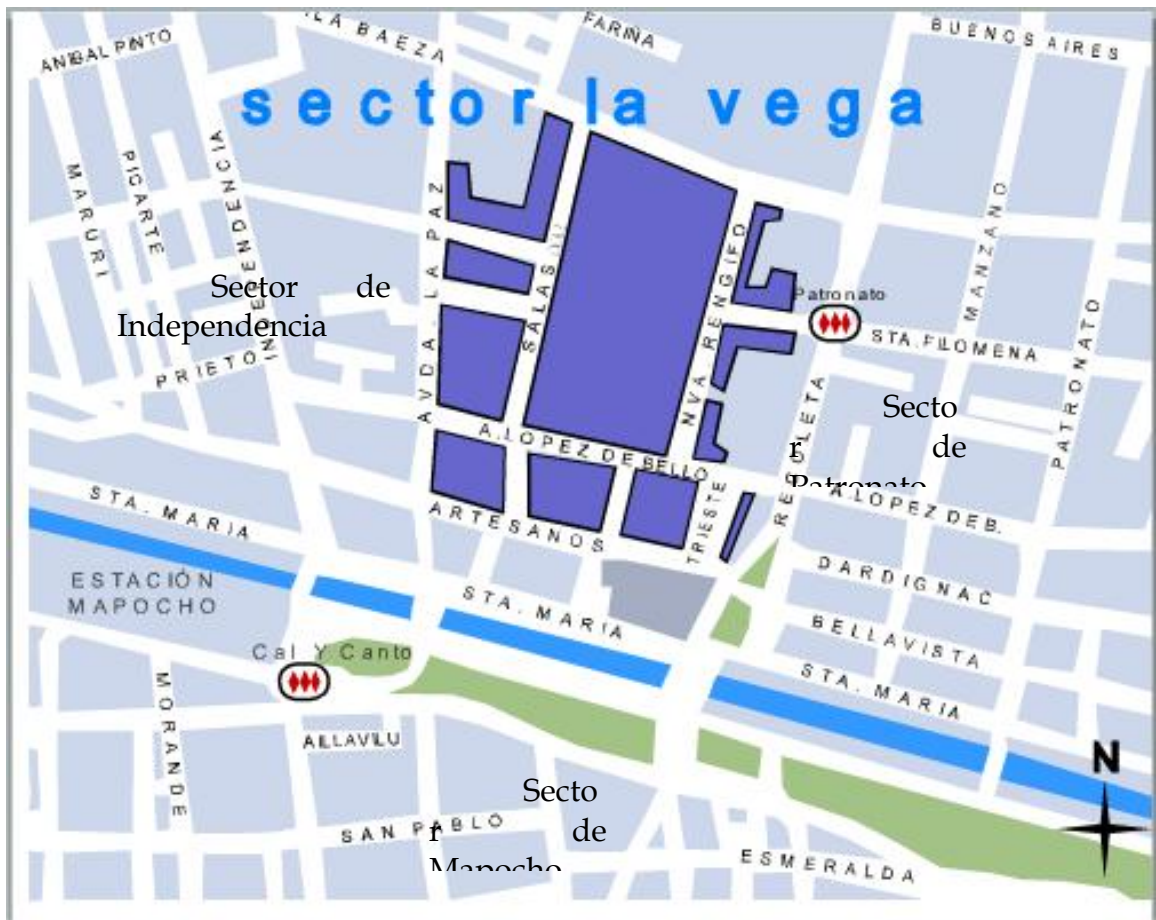 ANIBAL PINTO
LA BAEZA
FARIÑA
BUENOS AIRES
sector la vega
MARURI
PICARTE
INDEPENDENCIA
AVDA. LA PAZ
SALAS
NVA. RENGIFO
MANZANO
PATRONATO
Patronato
STA. FILOMENA
Sector de
Independencia
PRIETO
RECOLETA
Secto
r de
Patronato
A. LOPEZ DE BELLO
A. LOPEZ DE B.
TRIESTE
ARTESANOS
STA. MARIA
DARDIGNAC
ESTACIÓN
MAPOCHO
STA. MARIA
BELLAVISTA
STA. MARIA
Cal Y Canto
MORANDE
AILLAVILU
N
Secto
r de
Mapocho
SAN PABLO
ESMERALDA